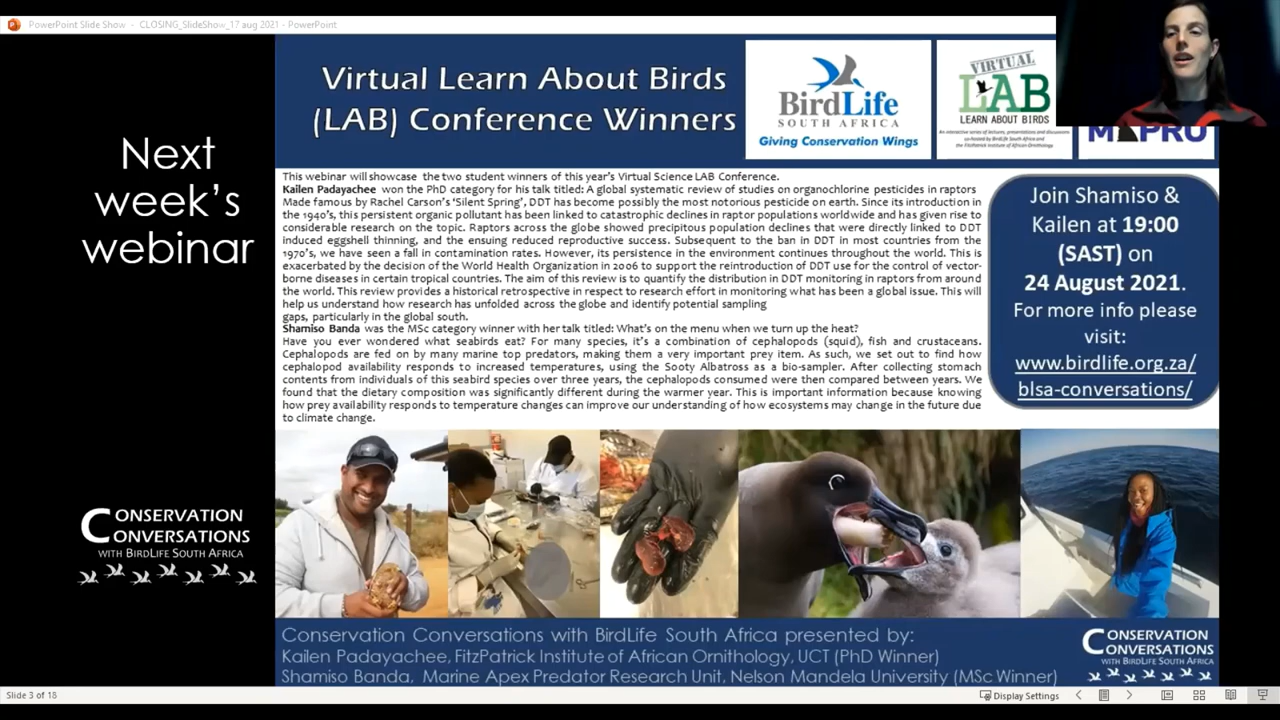 PowerPoint Slide Show - CLOSING_SlideShow_17 aug 2021 - PowerPoint
Next
week's
webinar
CONSERVATION
CONVERSATIONS
WITH BIRDLIFE SOUTH AFRICA
Virtual Learn About Birds
(LAB) Conference Winners
BirdLife
SOUTH AFRICA
Giving Conservation Wings
VIRTUAL
LAB
LEARN ABOUT BIRDS
An interactive series of lectures, presentations and discussions
co-hosted by BirdLife South Africa and the
FitzPatrick Institute of African Ornithology
MAPRU
This webinar will showcase the two student winners of this year's Virtual Science LAB Conference.
Kailen Padayachee won the PhD category for his talk titled: A global systematic review of studies on organochlorine pesticides in raptors
Made famous by Rachel Carson's 'Silent Spring', DDT has become possibly the most notorious pesticide on earth. Since its introduction in
the 1940's, this persistent organic pollutant has been linked to catastrophic declines in raptor populations worldwide and has given rise to
considerable research on the topic. Raptors across the globe showed precipitous population declines that were directly linked to DDT
induced eggshell thinning, and the ensuing reduced reproductive success. Subsequent to the ban in DDT in most countries from the
1970's, we have seen a fall in contamination rates. However, its persistence in the environment continues throughout the world. This is
exacerbated by the decision of the World Health Organization in 2006 to support the reintroduction of DDT use for the control of vector-
borne diseases in certain tropical countries. The aim of this review is to quantify the distribution in DDT monitoring in raptors from around
the world. This review provides a historical retrospective in respect to research effort in monitoring what has been a global issue. This will
help us understand how research has unfolded across the globe and identify potential sampling
gaps, particularly in the global south.
Shamiso Banda was the MSc category winner with her talk titled: What's on the menu when we turn up the heat?
Have you ever wondered what seabirds eat? For many species, it's a combination of cephalopods (squid), fish and crustaceans.
Cephalopods are fed on by many marine top predators, making them a very important prey item. As such, we set out to find how
cephalopod availability responds to increased temperatures, using the Sooty Albatross as a bio-sampler. After collecting stomach
contents from individuals of this seabird species over three years, the cephalopods consumed were then compared between years. We
found that the dietary composition was significantly different during the warmer year. This is important information because knowing
how prey availability responds to temperature changes can improve our understanding of how ecosystems may change in the future due
to climate change.
Join Shamiso &
Kailen at 19:00
(SAST) on
24 August 2021.
For more info please
visit:
www.birdlife.org.za/
blsa-conversations/
Conservation Conversations with BirdLife South Africa presented by:
Kailen Padayachee, FitzPatrick Institute of African Ornithology, UCT (PhD Winner)
Shamiso Banda, Marine Apex Predator Research Unit, Nelson Mandela University (MSc Winner)
CONSERVATION
CONVERSATIONS
WITH BIRDLIFE SOUTH AFRICA
Slide 3 of 18
Display Settings